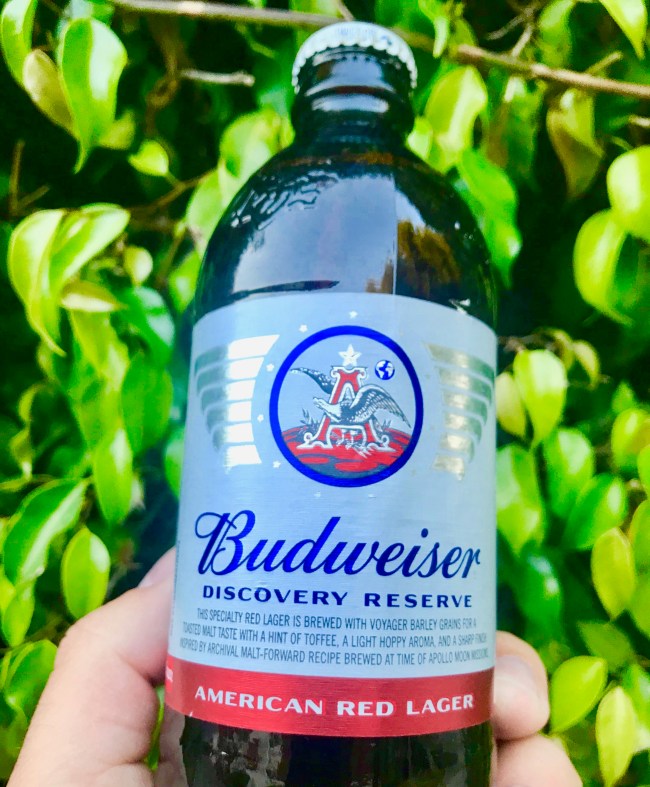 Budweiser
DISCOVERY RESERVE
THIS SPECIALTY RED LAGER IS BREWED WITH VOYAGER BARLEY GRAINS FOR A
TOASTED MALT TASTE WITH A HINT OF TOFFEE, A LIGHT HOPPY AROMA, AND A SHARP FINISH
INSPIRED BY ARCHIVAL MALT-FORWARD RECIPE BREWED AT TIME OF APOLLO MOON MISSIONS.
AMERICAN RED LAGER